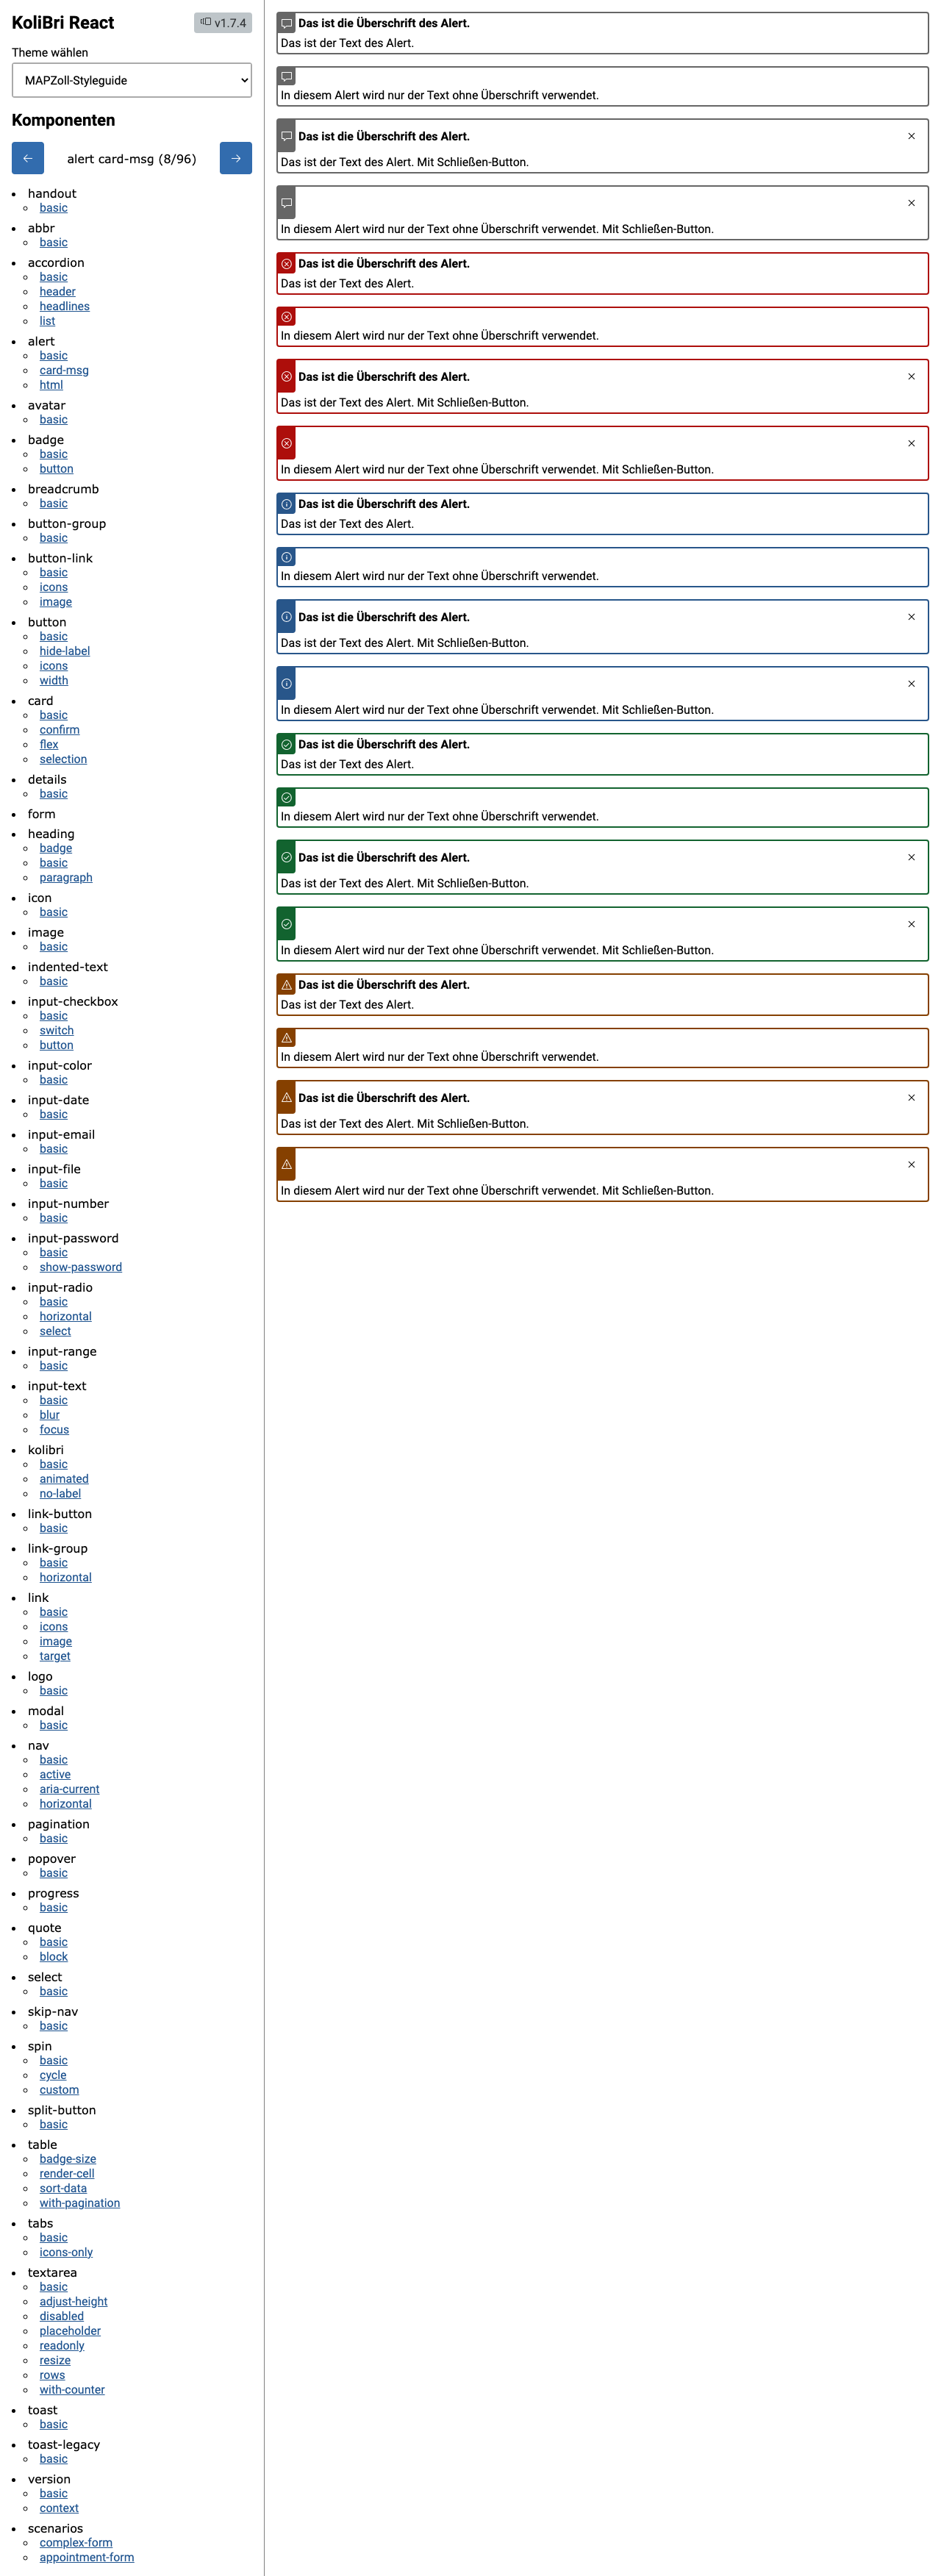 KoliBri React
v1.7.4
Theme wählen
MAPZoll-Styleguide
Komponenten
alert card-msg (8/96)
handout
basic
abbr
basic
accordion
basic
header
headlines
list
alert
basic
card-msg
html
avatar
basic
badge
basic
button
breadcrumb
basic
button-group
basic
button-link
basic
icons
image
button
basic
hide-label
icons
width
card
basic
confirm
flex
selection
details
basic
form
heading
badge
basic
paragraph
icon
basic
image
basic
indented-text
basic
input-checkbox
basic
switch
button
input-color
basic
input-date
basic
input-email
basic
input-file
basic
input-number
basic
input-password
basic
show-password
input-radio
basic
horizontal
select
input-range
basic
input-text
basic
blur
focus
kolibri
basic
animated
no-label
link-button
basic
link-group
basic
horizontal
link
basic
icons
image
target
logo
basic
modal
basic
nav
basic
active
aria-current
horizontal
pagination
basic
popover
basic
progress
basic
quote
basic
block
select
basic
skip-nav
basic
spin
basic
cycle
custom
split-button
basic
table
badge-size
render-cell
sort-data
with-pagination
tabs
basic
icons-only
textarea
basic
adjust-height
disabled
placeholder
readonly
resize
rows
with-counter
toast
basic
toast-legacy
basic
version
basic
context
scenarios
complex-form
appointment-form
Das ist die Überschrift des Alert.
Das ist der Text des Alert.
In diesem Alert wird nur der Text ohne Überschrift verwendet.
Das ist die Überschrift des Alert.
Das ist der Text des Alert. Mit Schließen-Button.
In diesem Alert wird nur der Text ohne Überschrift verwendet. Mit Schließen-Button.
Das ist die Überschrift des Alert.
Das ist der Text des Alert.
In diesem Alert wird nur der Text ohne Überschrift verwendet.
Das ist die Überschrift des Alert.
Das ist der Text des Alert. Mit Schließen-Button.
In diesem Alert wird nur der Text ohne Überschrift verwendet. Mit Schließen-Button.
Das ist die Überschrift des Alert.
Das ist der Text des Alert.
In diesem Alert wird nur der Text ohne Überschrift verwendet.
Das ist die Überschrift des Alert.
Das ist der Text des Alert. Mit Schließen-Button.
In diesem Alert wird nur der Text ohne Überschrift verwendet. Mit Schließen-Button.
Das ist die Überschrift des Alert.
Das ist der Text des Alert.
In diesem Alert wird nur der Text ohne Überschrift verwendet.
Das ist die Überschrift des Alert.
Das ist der Text des Alert. Mit Schließen-Button.
In diesem Alert wird nur der Text ohne Überschrift verwendet. Mit Schließen-Button.
Das ist die Überschrift des Alert.
Das ist der Text des Alert.
In diesem Alert wird nur der Text ohne Überschrift verwendet.
Das ist die Überschrift des Alert.
Das ist der Text des Alert. Mit Schließen-Button.
In diesem Alert wird nur der Text ohne Überschrift verwendet. Mit Schließen-Button.